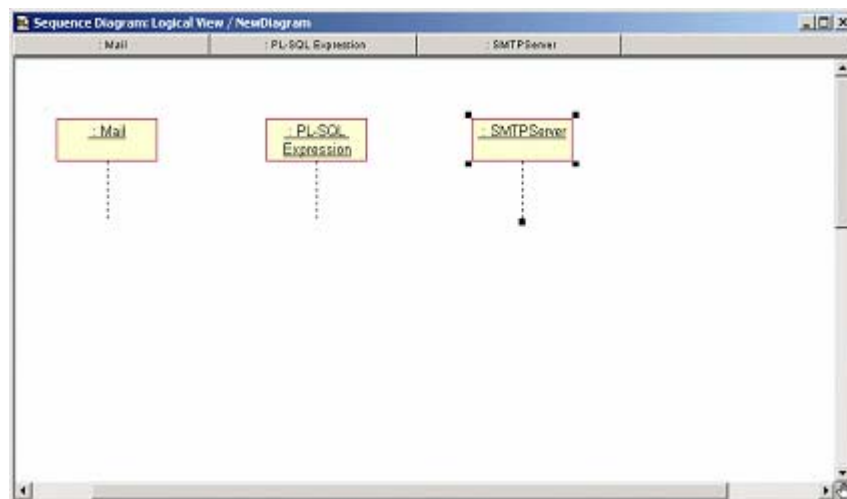 Sequence Diagram: Logical View / NewDiagram
: Mail
: PL-SQL Expression
: SMTPServer
: Mail
: PL-SQL
Expression
: SMTPServer